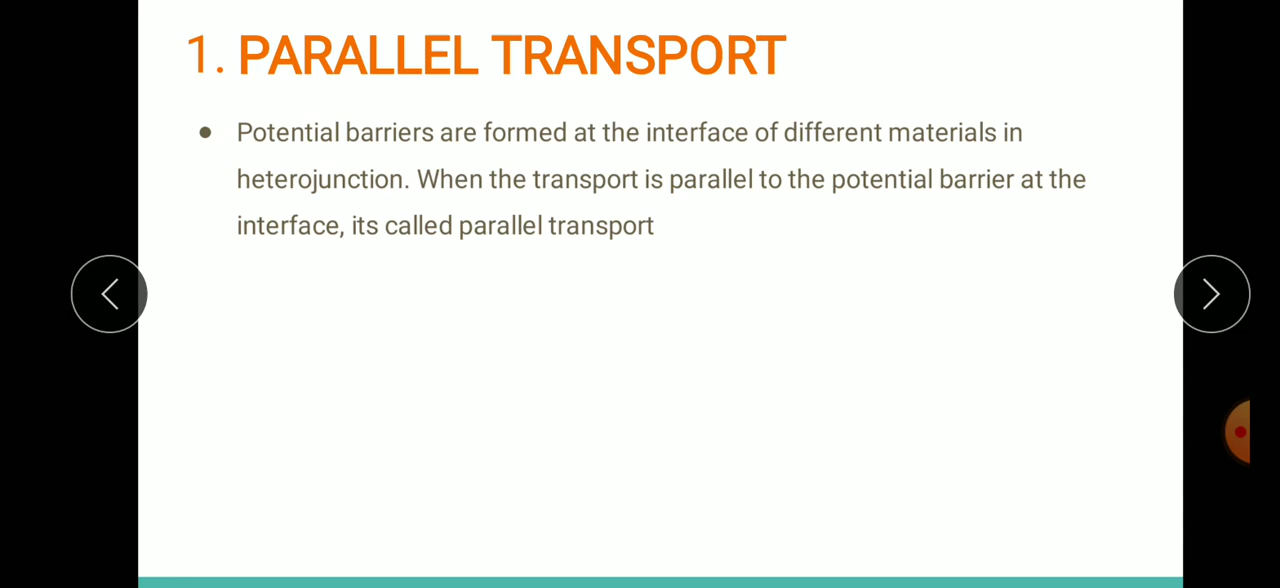 1. PARALLEL TRANSPORT
● Potential barriers are formed at the interface of different materials in
heterojunction. When the transport is parallel to the potential barrier at the
interface, its called parallel transport